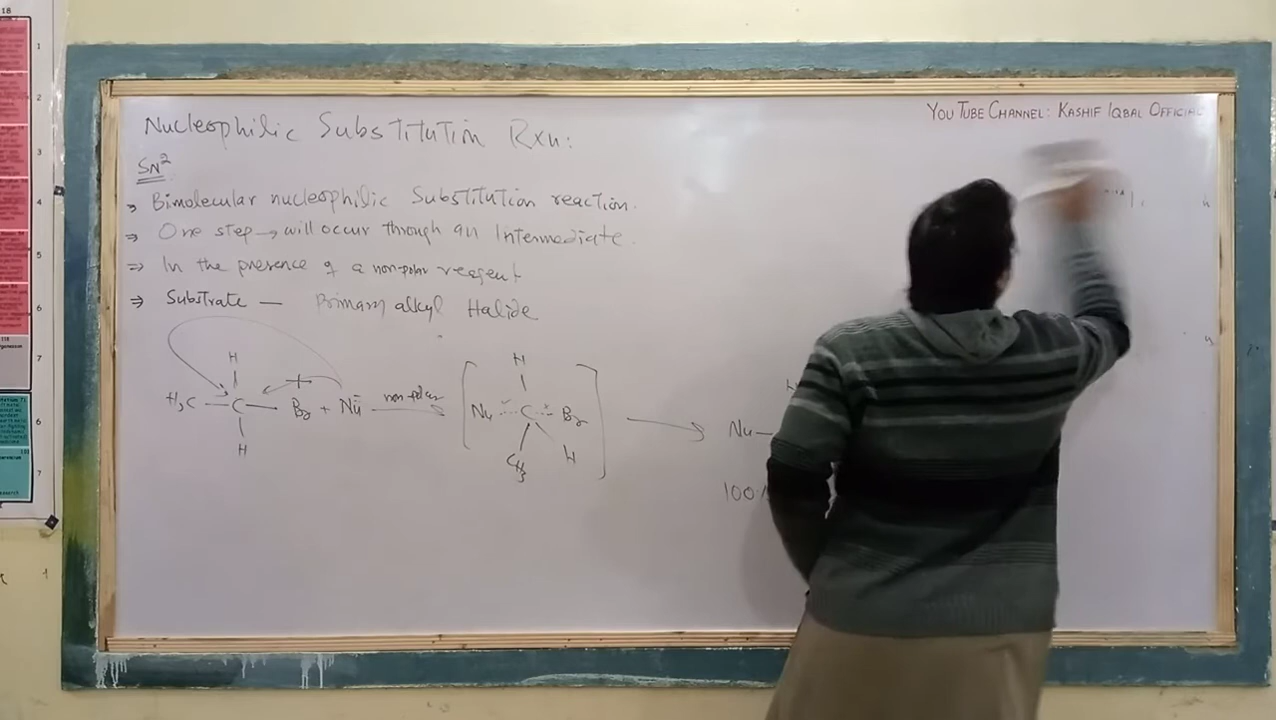 YOUTUBE CHANNEL: KASHIF IQBAL OFFICIAL
Nucleophilic Substitution Rxn:
SN²
⇒ Bimolecular nucleophilic Substitution reaction.
⇒ One step → will occur through an Intermediate.
⇒ In the presence of a non-polar reagent
⇒ Substrate — Primary alkyl Halide
H
H
H₃C — C — Br + Nu⁻ non-polar
Nu ··· C ··· Br
Nu —
CH₃ H
H
100%